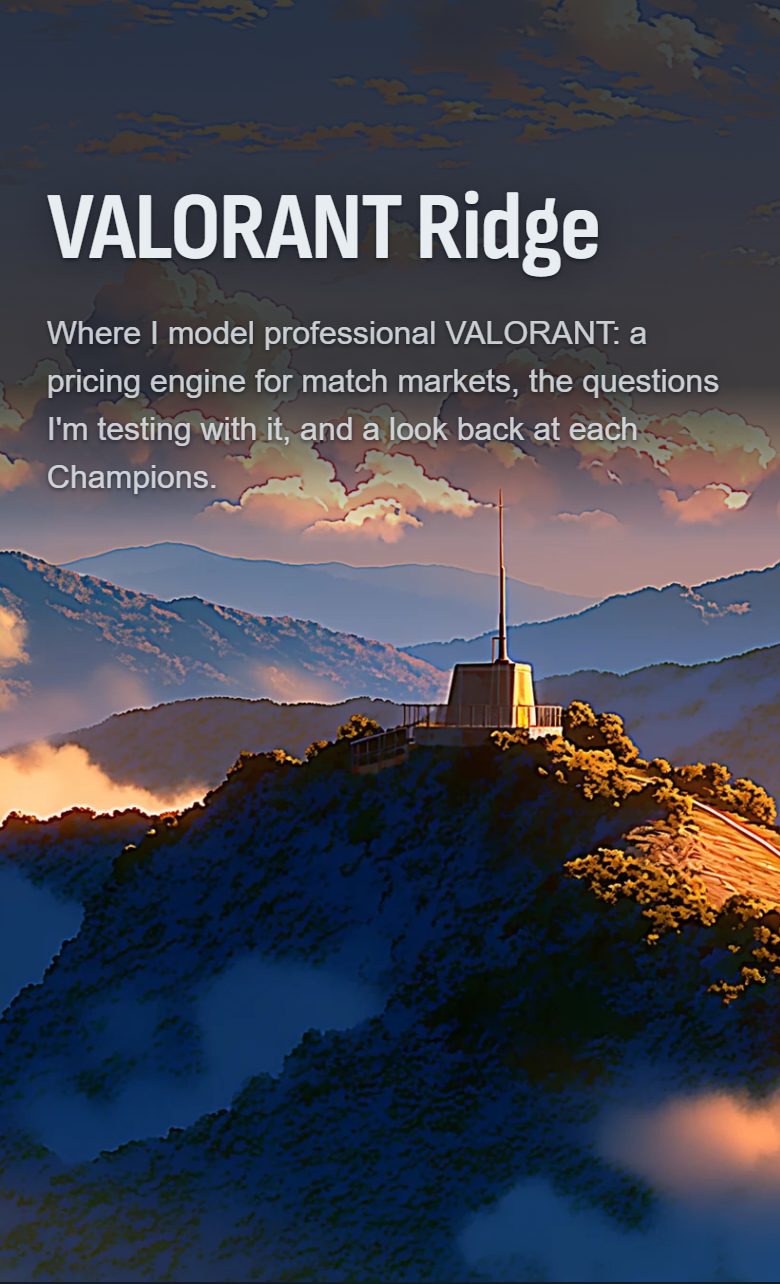 VALORANT Ridge
Where I model professional VALORANT: a
pricing engine for match markets, the questions
I'm testing with it, and a look back at each
Champions.